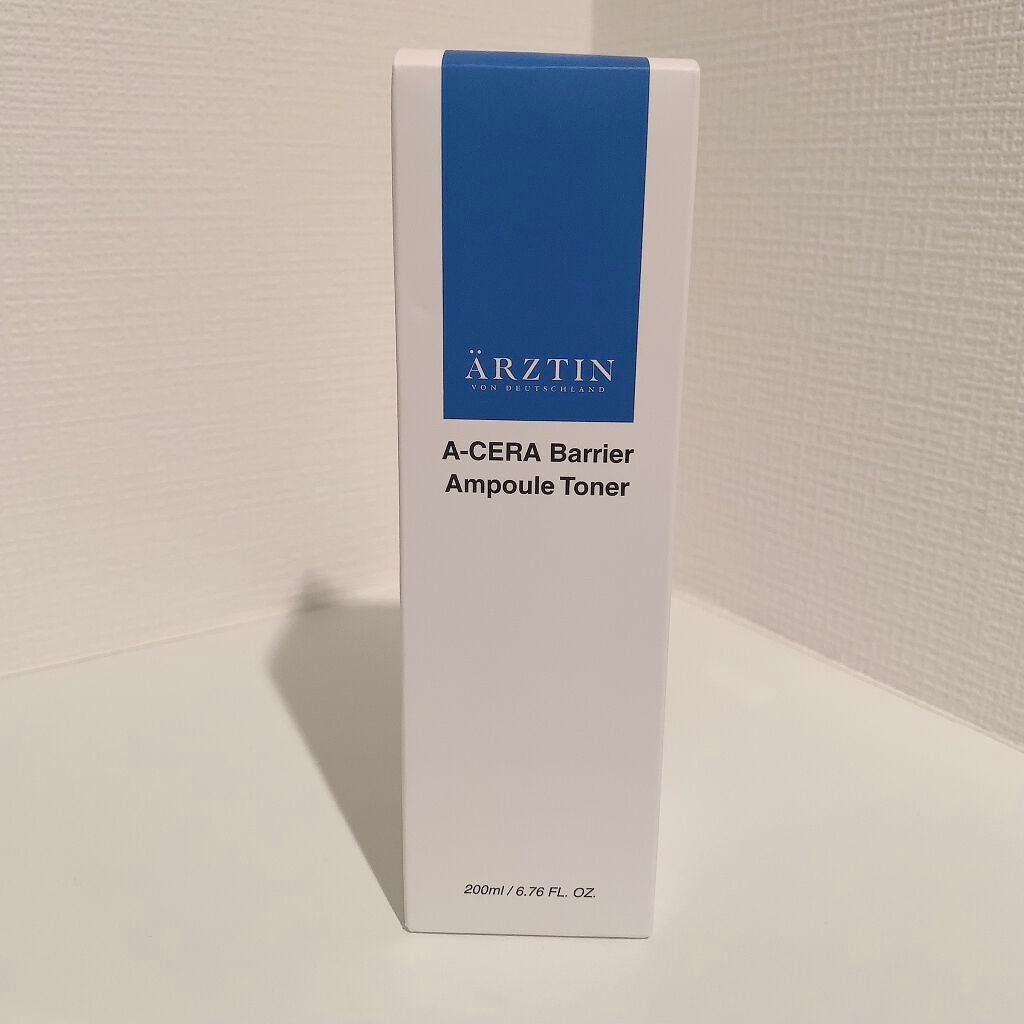 ÄRZTIN
VON DEUTSCHLAND
A-CERA Barrier
Ampoule Toner
200ml / 6.76 FL. OZ.